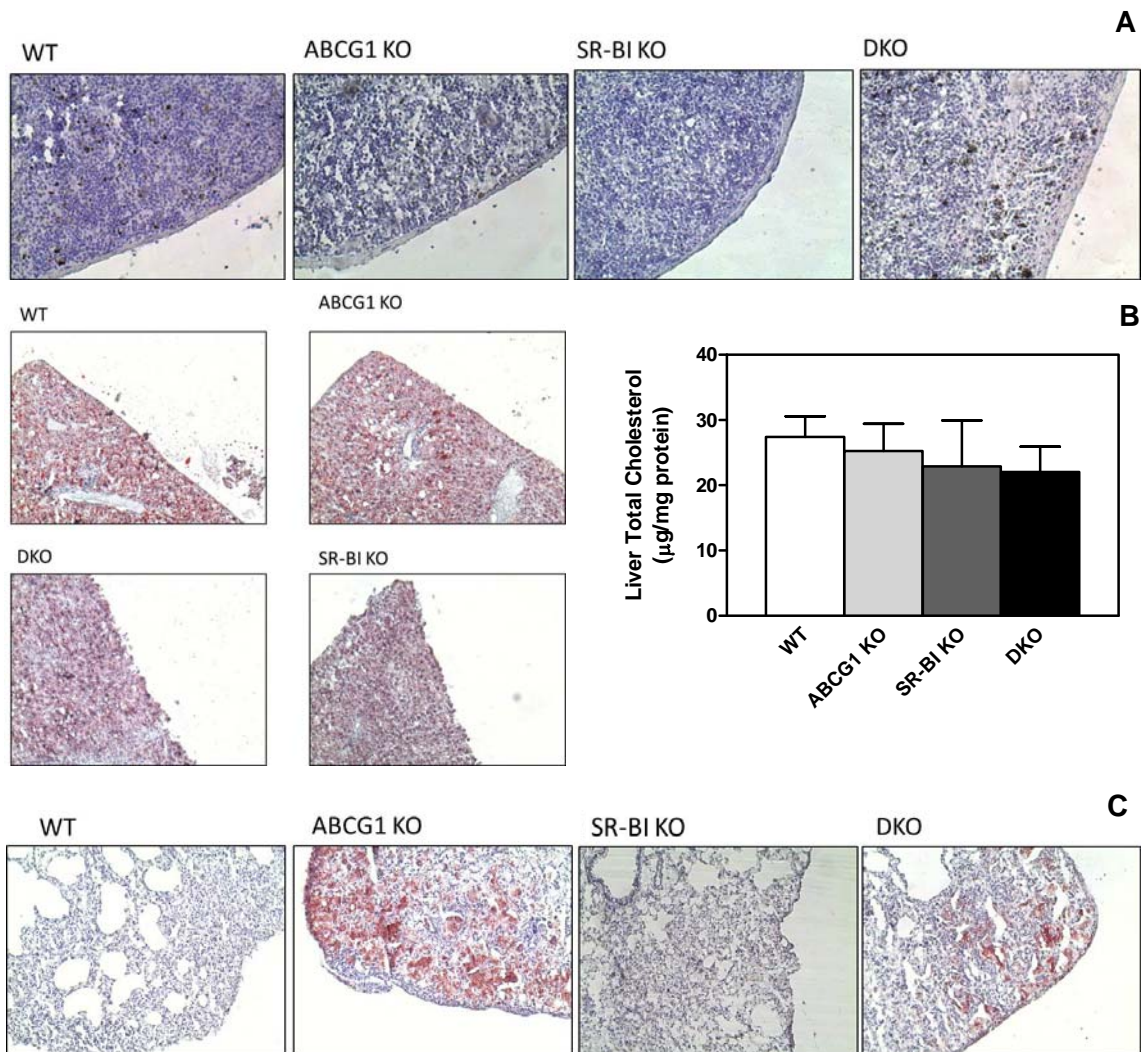 A
WT
ABCG1 KO
SR-BI KO
DKO
WT
ABCG1 KO
DKO
SR-BI KO
B
40
30
20
10
0
Liver Total Cholesterol
(µg/mg protein)
WT
ABCG1 KO
SR-BI KO
DKO
C
WT
ABCG1 KO
SR-BI KO
DKO